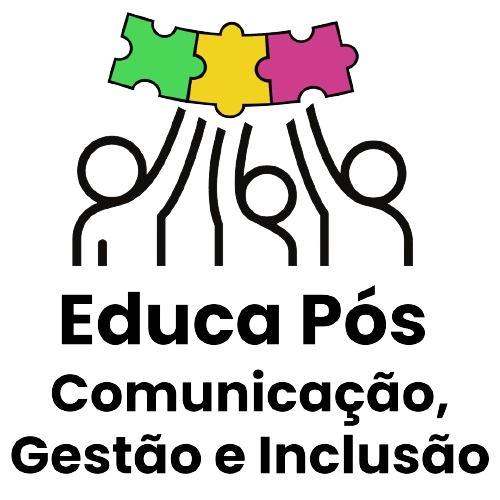 Educa Pós
Comunicação,
Gestão e Inclusão